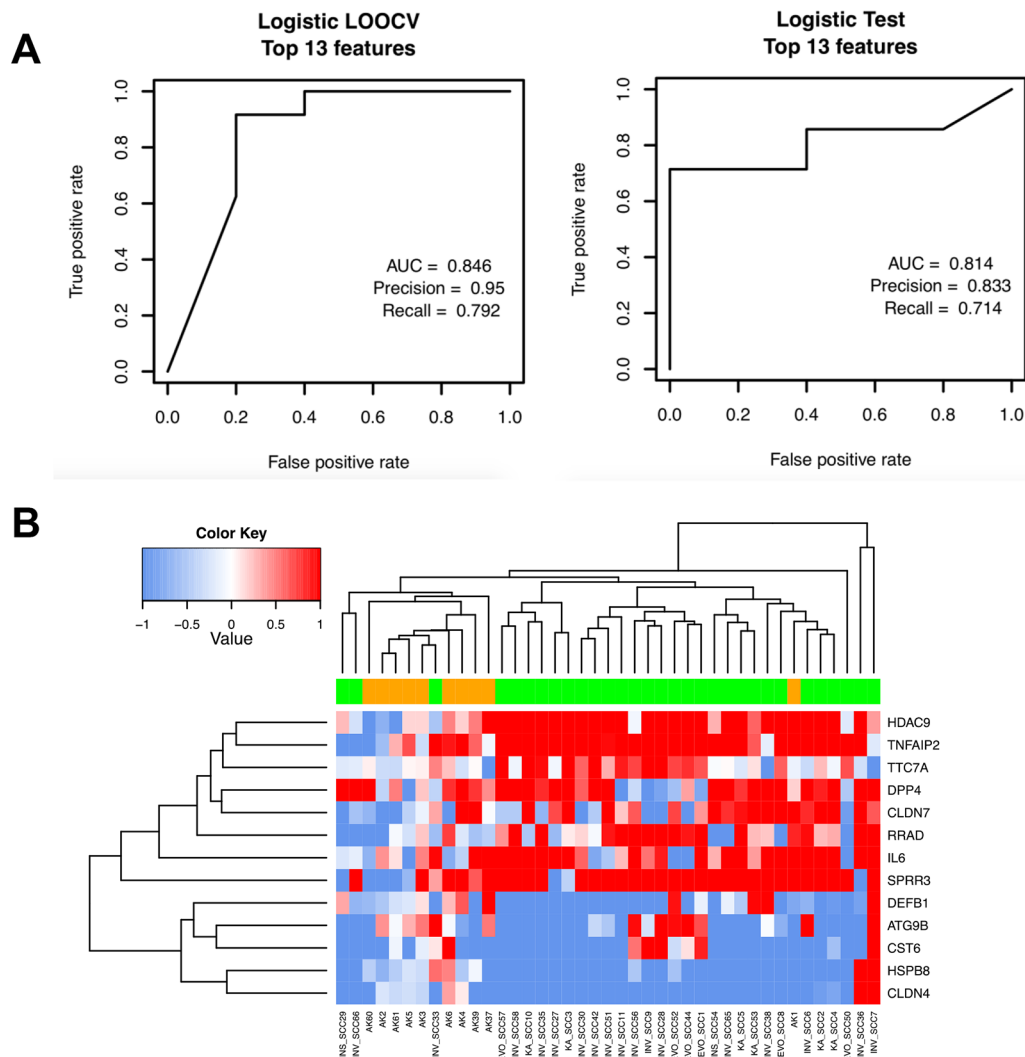 A
Logistic LOOCV
Top 13 features
True positive rate
1.0
0.8
0.6
0.4
0.2
0.0
AUC = 0.846
Precision = 0.95
Recall = 0.792
0.0 0.2 0.4 0.6 0.8 1.0
False positive rate
Logistic Test
Top 13 features
True positive rate
1.0
0.8
0.6
0.4
0.2
0.0
AUC = 0.814
Precision = 0.833
Recall = 0.714
0.0 0.2 0.4 0.6 0.8 1.0
False positive rate
B
Color Key
−1 −0.5 0 0.5 1
Value
HDAC9
TNFAIP2
TTC7A
DPP4
CLDN7
RRAD
IL6
SPRR3
DEFB1
ATG9B
CST6
HSPB8
CLDN4
NS_SCC29
NV_SCC66
AK60
AK2
AK61
AK5
AK3
NV_SCC33
AK6
AK4
AK39
AK37
VO_SCC57
NV_SCC58
KA_SCC10
NV_SCC35
NV_SCC27
KA_SCC3
NV_SCC30
NV_SCC42
NV_SCC51
NV_SCC11
NV_SCC56
INV_SCC9
NV_SCC28
VO_SCC52
VO_SCC44
EVO_SCC1
NS_SCC54
NV_SCC65
KA_SCC5
KA_SCC53
NV_SCC38
EVO_SCC8
AK1
INV_SCC6
KA_SCC2
KA_SCC4
VO_SCC50
NV_SCC36
INV_SCC7